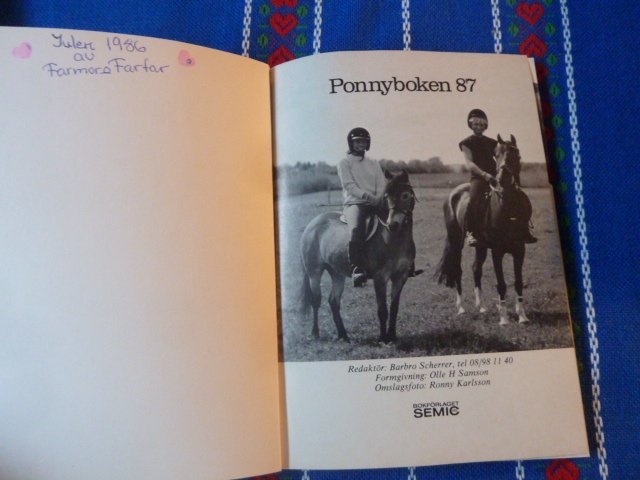 Julen 1986
av
Farmor o Farfar
Ponnyboken 87
Redaktör: Barbro Scherrer, tel 08/98 11 40
Formgivning: Olle H Samson
Omslagsfoto: Ronny Karlsson
BOKFÖRLAGET
SEMIC